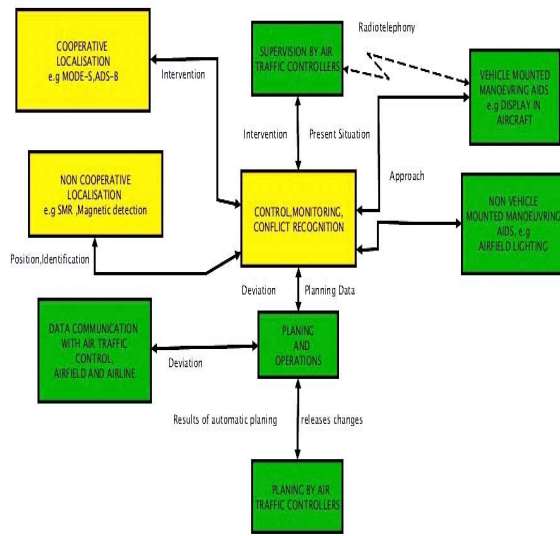 Radiotelephony
COOPERATIVE
LOCALISATION
e.g MODE-S,ADS-B
SUPERVISION BY AIR
TRAFFIC CONTROLLERS
VEHICLE MOUNTED
MANOEVRING AIDS
e.g DISPLAY IN
AIRCRAFT
Intervention
Intervention
Present Situation
Approach
NON COOPERATIVE
LOCALISATION
e.g SMR ,Magnetic detection
CONTROL,MONITORING,
CONFLICT RECOGNITION
NON VEHICLE
MOUNTED MANOEUVRING
AIDS, e.g
AIRFIELD LIGHTING
Position,Identification
Deviation
Planning Data
DATA COMMUNICATION
WITH AIR TRAFFIC
CONTROL,
AIRFIELD AND AIRLINE
Deviation
PLANING
AND
OPERATIONS
Results of automatic planing
releases changes
PLANING BY AIR
TRAFFIC CONTROLLERS